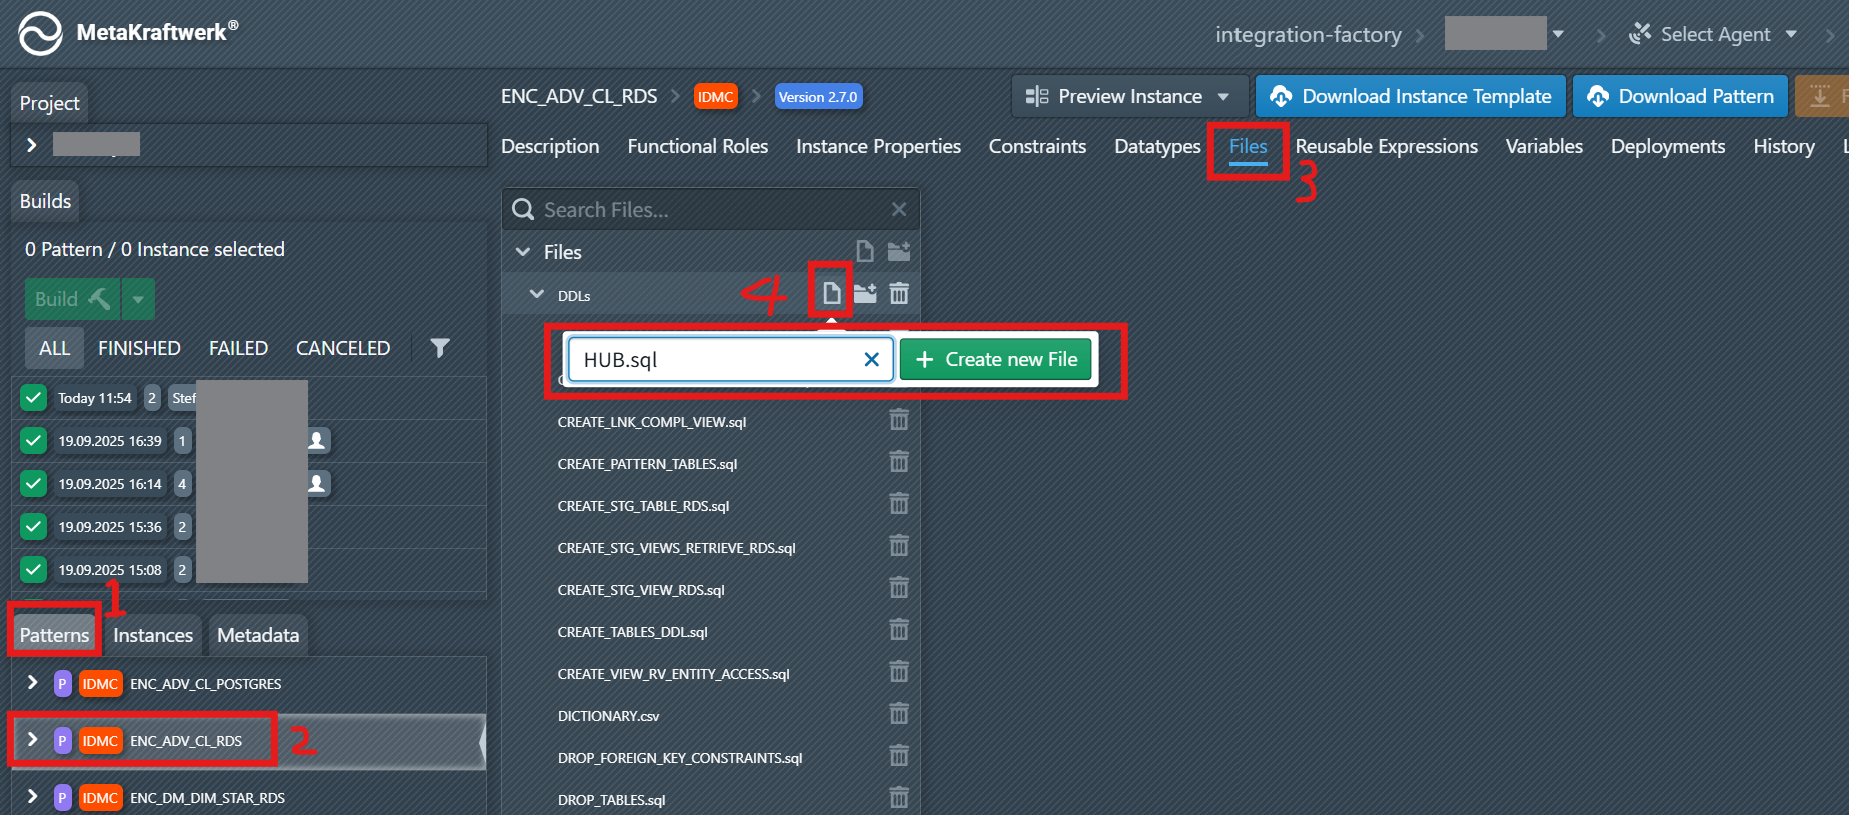 MetaKraftwerk®
integration-factory
Select Agent
Project
ENC_ADV_CL_RDS
IDMC
Version 2.7.0
Preview Instance
Download Instance Template
Download Pattern
Description
Functional Roles
Instance Properties
Constraints
Datatypes
Files
Reusable Expressions
Variables
Deployments
History
3
Builds
0 Pattern / 0 Instance selected
Build
ALL
FINISHED
FAILED
CANCELED
Today 11:54 2 Stef
19.09.2025 16:39 1
19.09.2025 16:14 4
19.09.2025 15:36 2
19.09.2025 15:08 2
1
Patterns
Instances
Metadata
P IDMC ENC_ADV_CL_POSTGRES
P IDMC ENC_ADV_CL_RDS
2
P IDMC ENC_DM_DIM_STAR_RDS
Search Files...
Files
DDLs
4
HUB.sql
+ Create new File
CREATE_LNK_COMPL_VIEW.sql
CREATE_PATTERN_TABLES.sql
CREATE_STG_TABLE_RDS.sql
CREATE_STG_VIEWS_RETRIEVE_RDS.sql
CREATE_STG_VIEW_RDS.sql
CREATE_TABLES_DDL.sql
CREATE_VIEW_RV_ENTITY_ACCESS.sql
DICTIONARY.csv
DROP_FOREIGN_KEY_CONSTRAINTS.sql
DROP_TABLES.sql